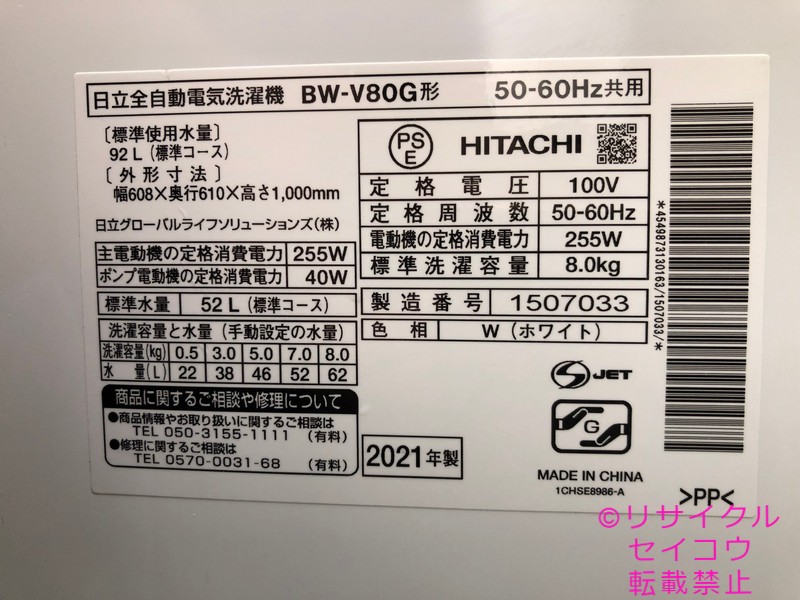 日立全自動電気洗濯機 BW-V80G形 50-60Hz共用
〔標準使用水量〕
92L（標準コース）
〔外形寸法〕
幅608×奥行610×高さ1,000mm
日立グローバルライフソリューションズ（株）
主電動機の定格消費電力 255W
ポンプ電動機の定格消費電力 40W
標準水量 52L（標準コース）
洗濯容量と水量（手動設定の水量）
洗濯容量(kg) 0.5 3.0 5.0 7.0 8.0
水量(L) 22 38 46 52 62
商品に関するご相談や修理について
●商品情報やお取り扱いに関するご相談は
TEL 050-3155-1111（有料）
●修理に関するご相談は
TEL 0570-0031-68（有料）
PS
E
HITACHI
定格電圧 100V
定格周波数 50-60Hz
電動機の定格消費電力 255W
標準洗濯容量 8.0kg
製造番号 1507033
色相 W（ホワイト）
S JET
G
2021年製
MADE IN CHINA
1CHSE8986-A
*4549873130163/1507033/*
>PP<
©リサイクル
セイコウ
転載禁止